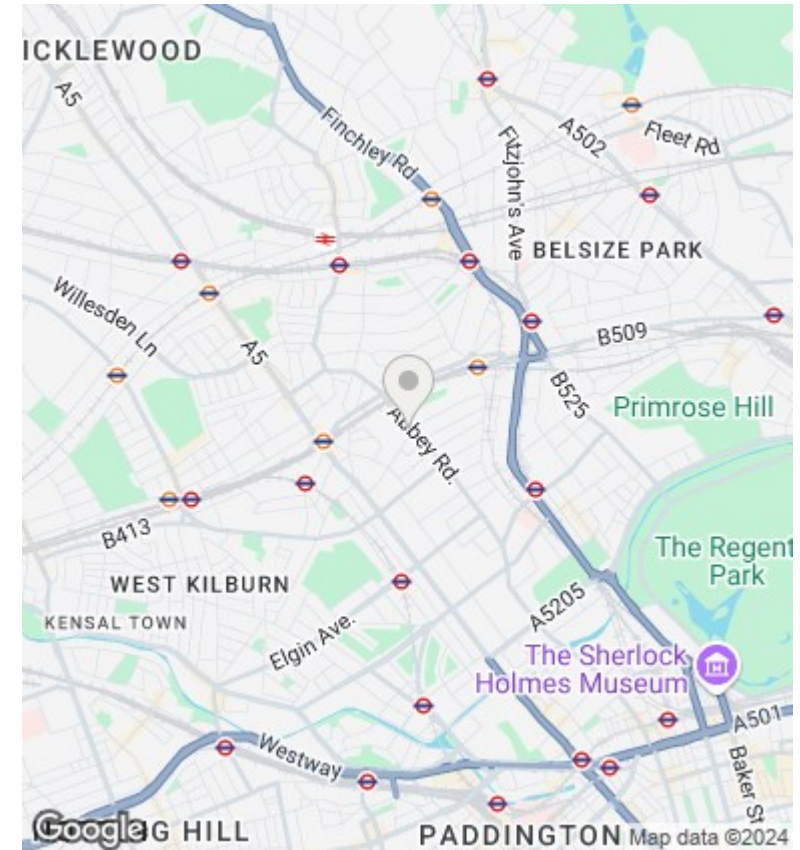 ICKLEWOOD
A5
Finchley Rd
A502
Fleet Rd
Fitzjohn's Ave
BELSIZE PARK
Willesden Ln
A5
B509
B525
Primrose Hill
Abbey Rd.
B413
The Regent
Park
WEST KILBURN
A5205
KENSAL TOWN
Elgin Ave.
The Sherlock
Holmes Museum
A501
Westway
Baker St
Google
G HILL
PADDINGTON
Map data ©2024